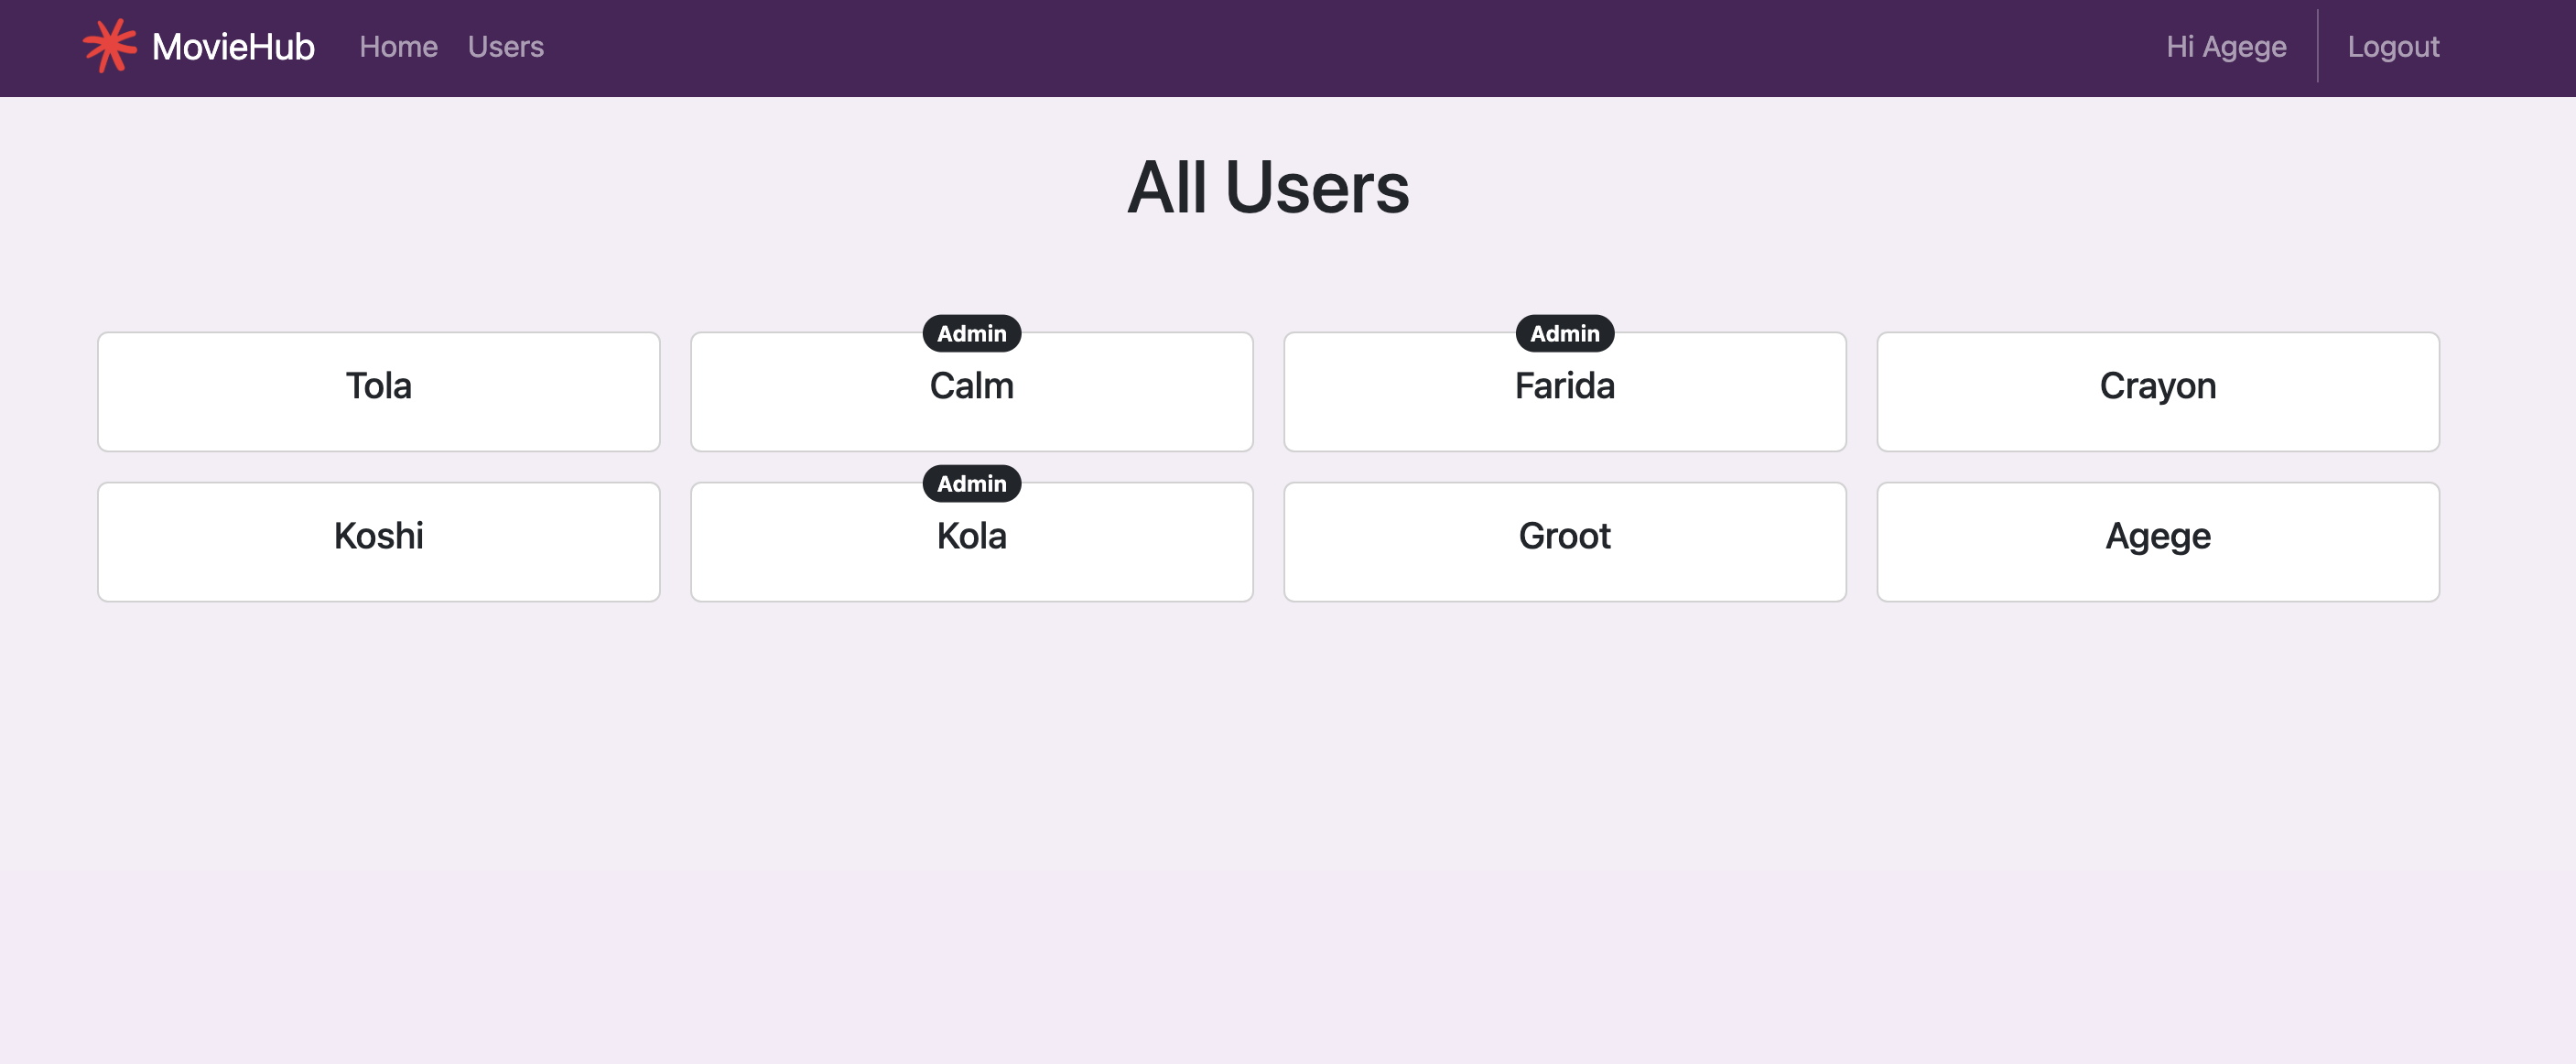 MovieHub Home Users Hi Agege Logout
All Users
Admin Admin
Tola Calm Farida Crayon
Admin
Koshi Kola Groot Agege